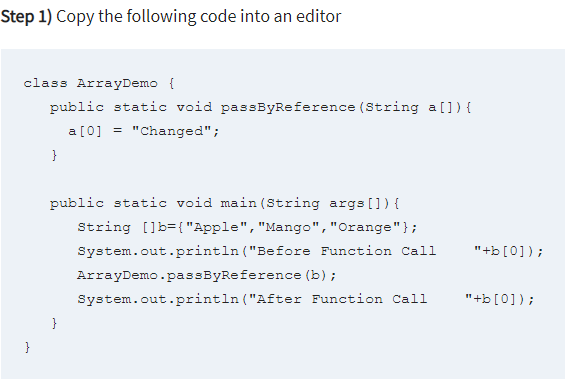 Step 1) Copy the following code into an editor
class ArrayDemo {
   public static void passByReference(String a[]){
     a[0] = "Changed";
   }

   public static void main(String args[]){
      String []b={"Apple","Mango","Orange"};
      System.out.println("Before Function Call    "+b[0]);
      ArrayDemo.passByReference(b);
      System.out.println("After Function Call    "+b[0]);
   }
}